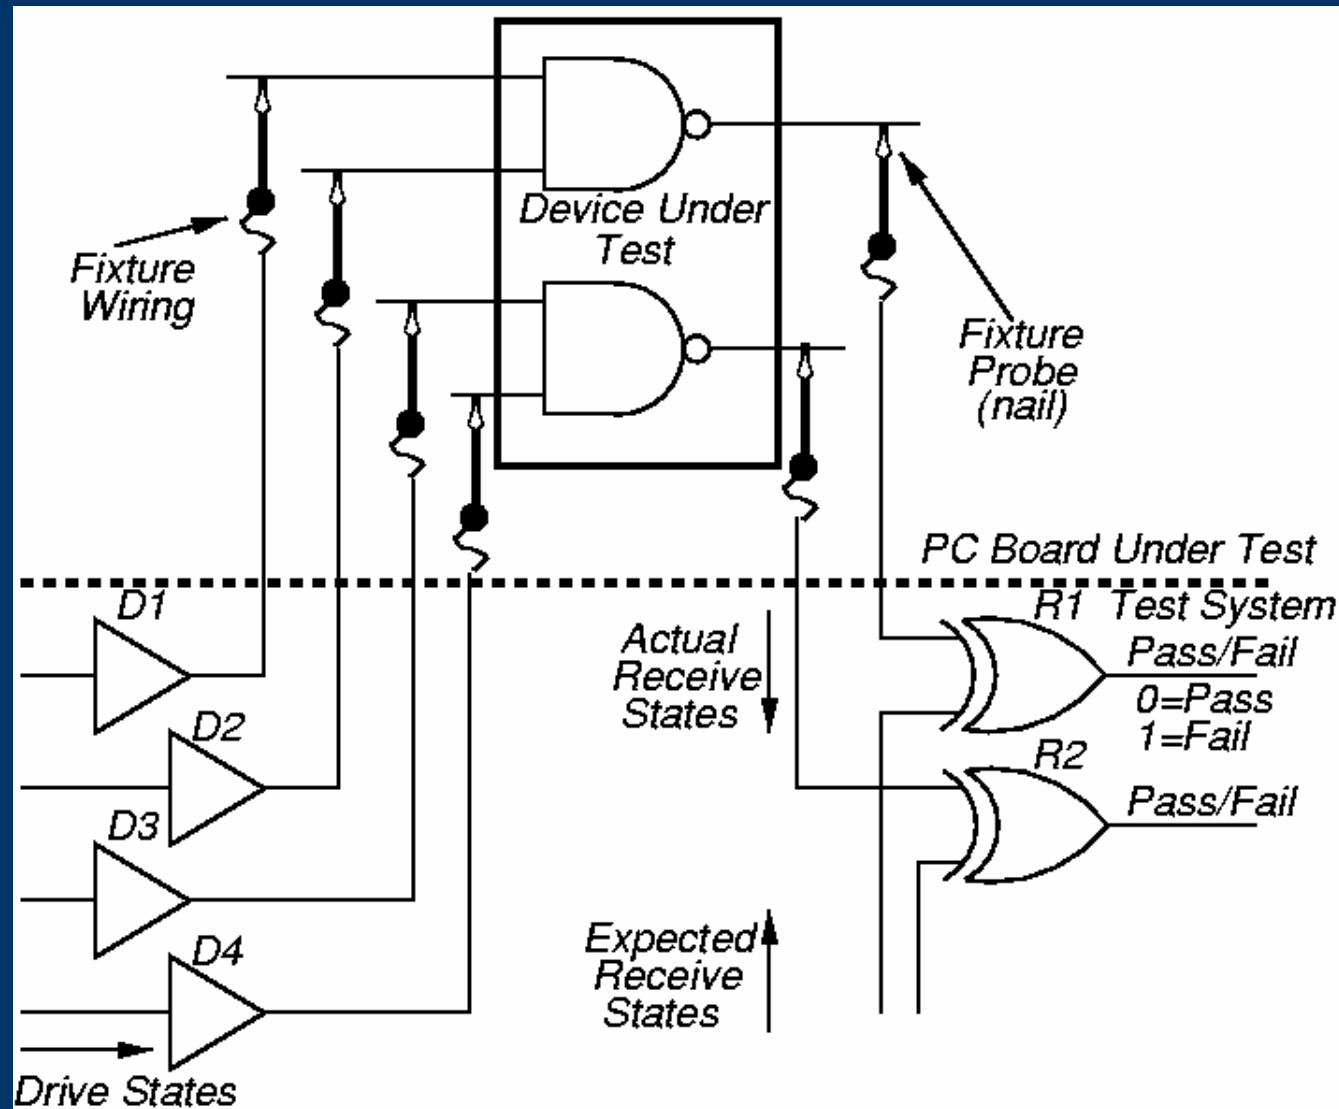 Device Under
Test
Fixture
Wiring
Fixture
Probe
(nail)
PC Board Under Test
D1
R1 Test System
Actual
Receive
States
Pass/Fail
0=Pass
1=Fail
D2
R2
Pass/Fail
D3
D4
Expected
Receive
States
Drive States